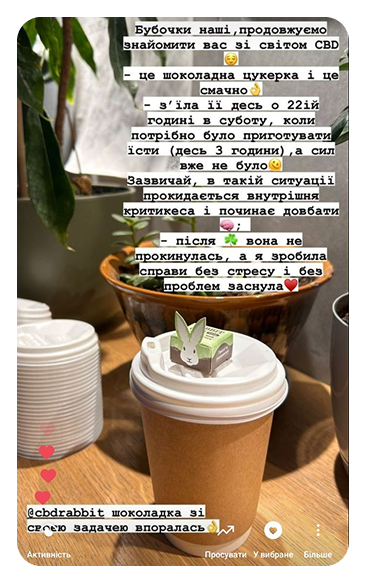 Бубочки наші,продовжуємо
знайомити вас зі світом CBD
😌
- це шоколадна цукерка і це
смачно👌
- з’їла її десь о 22ій
годині в суботу, коли
потрібно було приготувати
їсти (десь 3 години),а сил
вже не було🫠
Зазвичай, в такій ситуації
прокидається внутрішня
критикеса і починає довбати
🧠;
- після ☘️ вона не
прокинулась, а я зробила
справи без стресу і без
проблем заснула♥️
@cbdrabbit шоколадка зі
своєю задачею впоралась👌
Активність
Просувати У вибране Більше